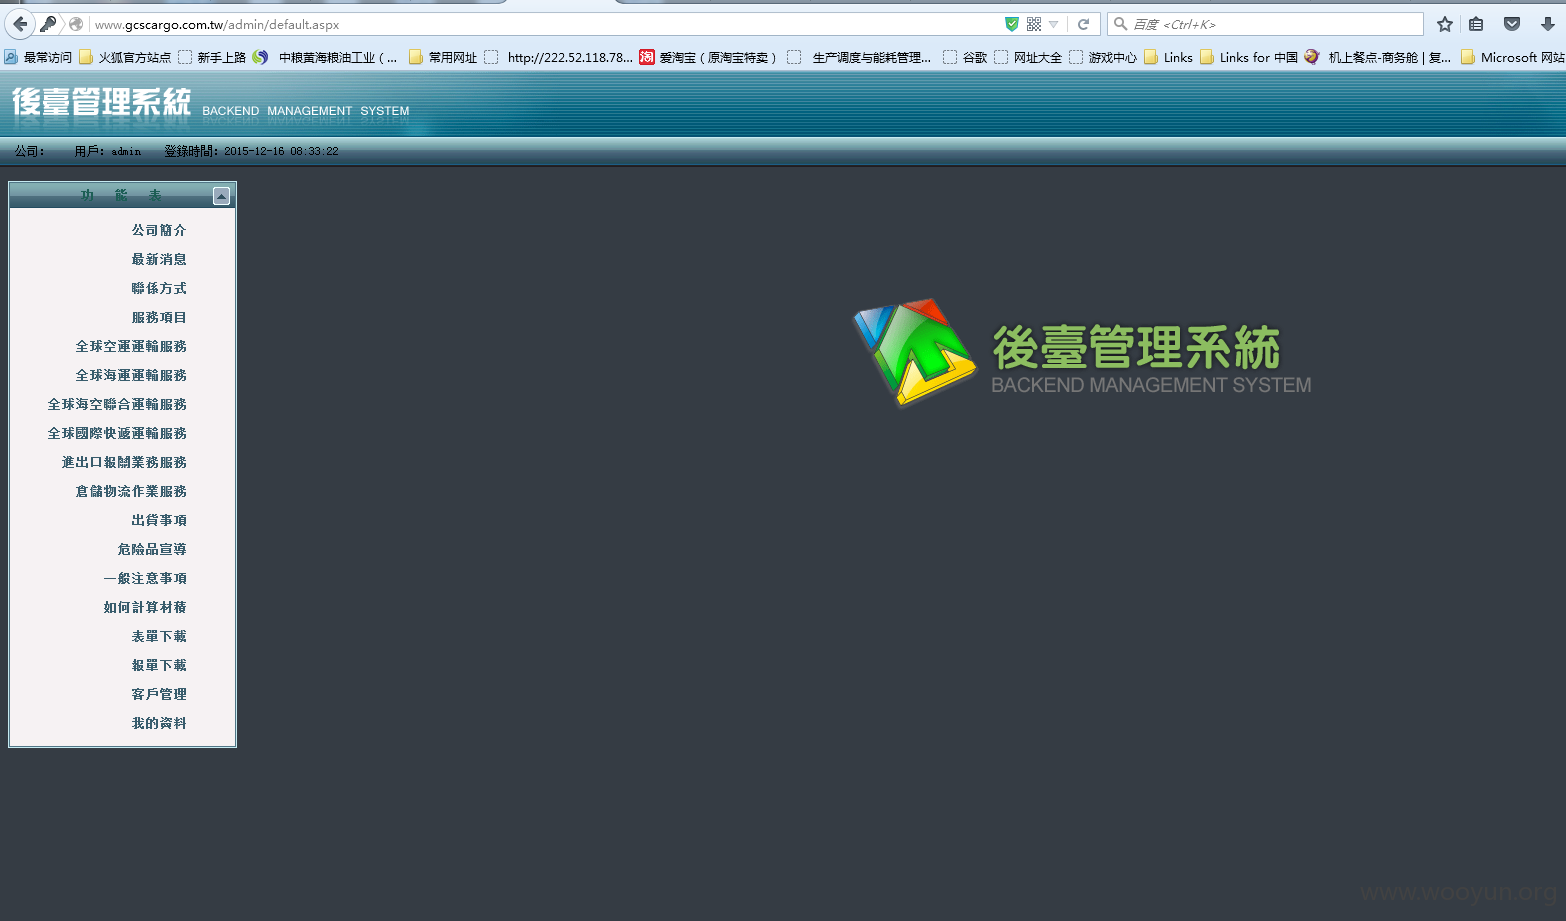 www.gcscargo.com.tw/admin/default.aspx
百度 <Ctrl+K>
最常访问 火狐官方站点 新手上路 中粮黄海粮油工业（... 常用网址 http://222.52.118.78... 爱淘宝（原淘宝特卖） 生产调度与能耗管理... 谷歌 网址大全 游戏中心 Links Links for 中国 机上餐点-商务舱 | 复... Microsoft 网站
後臺管理系統 BACKEND MANAGEMENT SYSTEM
公司： 用戶：admin 登錄時間：2015-12-16 08:33:22
功 能 表
公司簡介
最新消息
聯係方式
服務項目
全球空運運輸服務
全球海運運輸服務
全球海空聯合運輸服務
全球國際快遞運輸服務
進出口報關業務服務
倉儲物流作業服務
出貨事項
危險品宣導
一般注意事項
如何計算材積
表單下載
報單下載
客戶管理
我的資料
後臺管理系統
BACKEND MANAGEMENT SYSTEM
www.wooyun.org